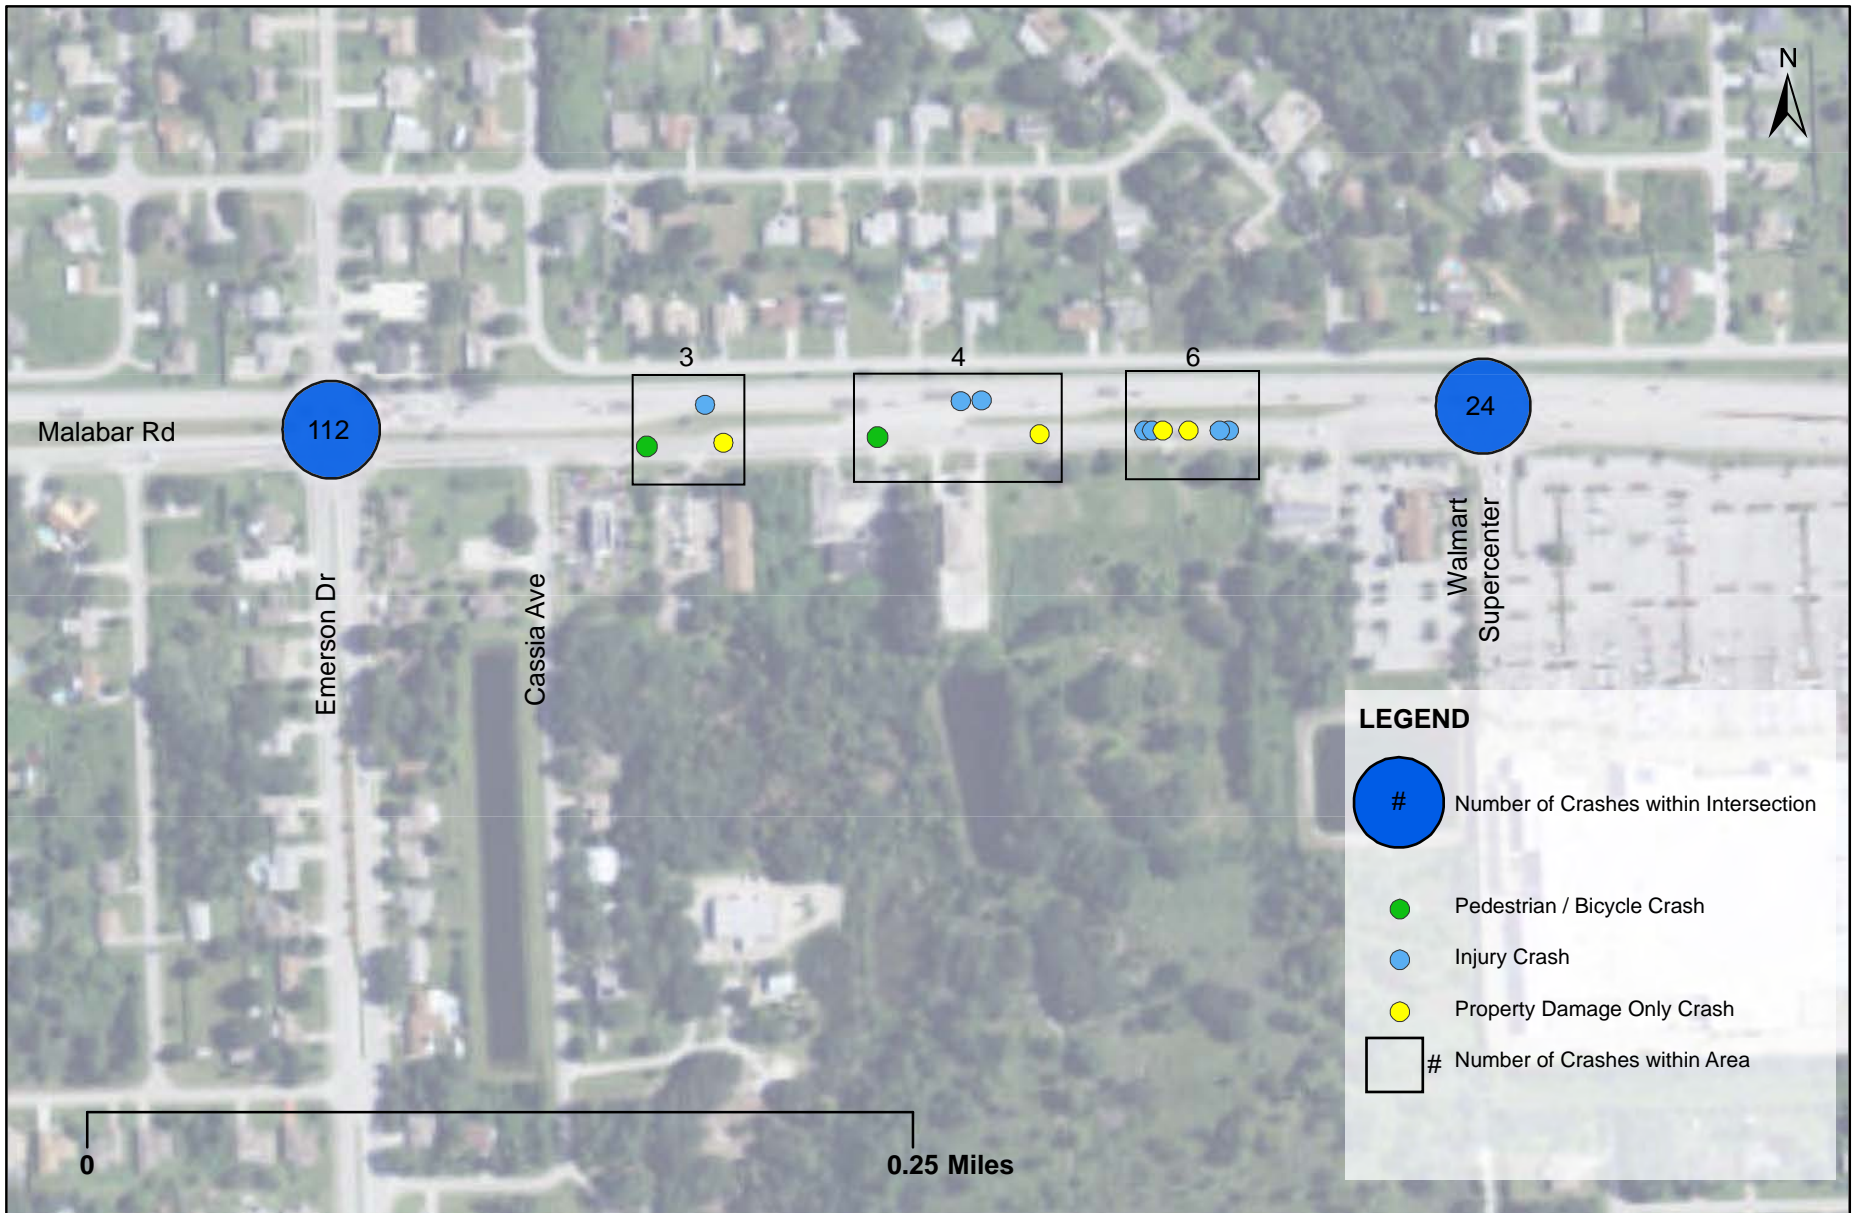 N
3
4
6
112
24
Malabar Rd
Emerson Dr
Cassia Ave
Walmart
Supercenter
LEGEND
# Number of Crashes within Intersection
Pedestrian / Bicycle Crash
Injury Crash
Property Damage Only Crash
# Number of Crashes within Area
0 0.25 Miles